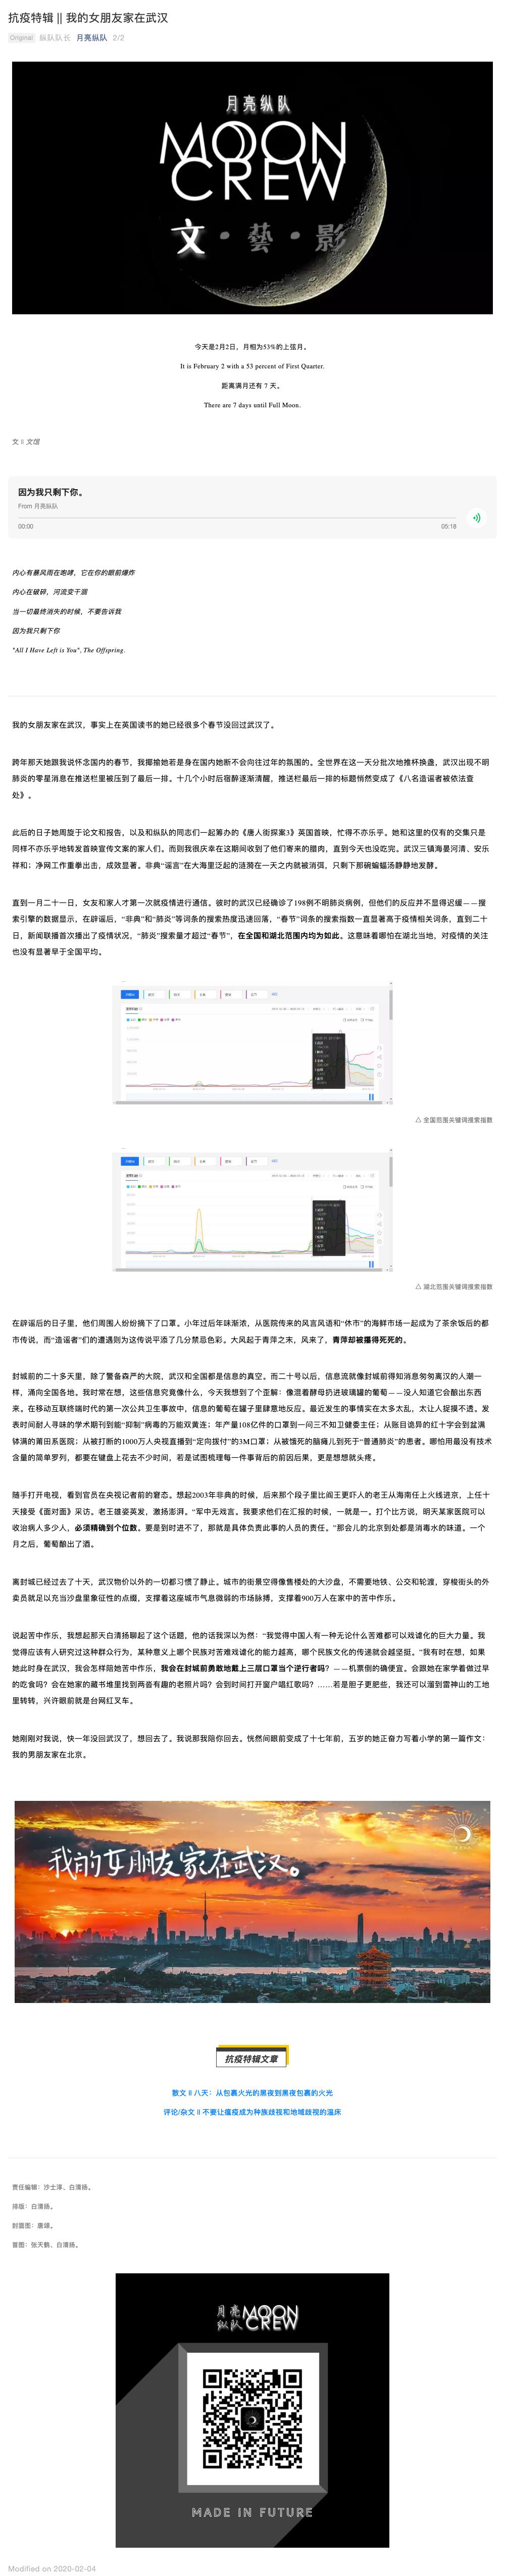 抗疫特辑 || 我的女朋友家在武汉
Original 纵队队长 月亮纵队 2/2
月亮纵队
MOON
CREW
文·藝·影
今天是2月2日，月相为53%的上弦月。
It is February 2 with a 53 percent of First Quarter.
距离满月还有 7 天。
There are 7 days until Full Moon.
文 || 文馆
因为我只剩下你。
From 月亮纵队
00:00 05:18
内心有暴风雨在咆哮，它在你的眼前爆炸
内心在破碎，河流变干涸
当一切最终消失的时候，不要告诉我
因为我只剩下你
"All I Have Left is You", The Offspring.
我的女朋友家在武汉，事实上在英国读书的她已经很多个春节没回过武汉了。
跨年那天她跟我说怀念国内的春节，我揶揄她若是身在国内她断不会向往过年的氛围的。全世界在这一天分批次地推杯换盏，武汉出现不明
肺炎的零星消息在推送栏里被压到了最后一排。十几个小时后宿醉逐渐清醒，推送栏最后一排的标题悄然变成了《八名造谣者被依法查
处》。
此后的日子她周旋于论文和报告，以及和纵队的同志们一起筹办的《唐人街探案3》英国首映，忙得不亦乐乎。她和这里的仅有的交集只是
同样不亦乐乎地转发首映宣传文案的家人们。而则我很庆幸在这期间收到了他们寄来的腊肉，直到今天也没吃完。武汉三镇海晏河清、安乐
祥和；净网工作重拳出击，成效显著。非典“谣言”在大海里泛起的涟漪在一天之内就被消弭，只剩下那碗蝙蝠汤静静地发酵。
直到一月二十一日，女友和家人才第一次就疫情进行通信。彼时的武汉已经确诊了198例不明肺炎病例，但他们的反应并不显得迟缓——搜
索引擎的数据显示，在辟谣后，“非典”和“肺炎”等词条的搜索热度迅速回落，“春节”词条的搜索指数一直显著高于疫情相关词条，直到二十
日，新闻联播首次播出了疫情状况，“肺炎”搜索量才超过“春节”，在全国和湖北范围内均为如此。这意味着哪怕在湖北当地，对疫情的关注
也没有显著早于全国平均。
△ 全国范围关键词搜索指数
△ 湖北范围关键词搜索指数
在辟谣后的日子里，他们周围人纷纷摘下了口罩。小年过后年味渐浓，从医院传来的风言风语和“休市”的海鲜市场一起成为了茶余饭后的都
市传说，而“造谣者”们的遭遇则为这传说平添了几分禁忌色彩。大风起于青萍之末，风来了，青萍却被攥得死死的。
封城前的二十多天里，除了警备森严的大院，武汉和全国都是信息的真空。而二十号以后，信息流就像封城前得知消息匆匆离汉的人潮一
样，涌向全国各地。我时常在想，这些信息究竟像什么，今天我想到了个歪解：像混着酵母扔进玻璃罐的葡萄——没人知道它会酿出东西
来。在移动互联终端时代的第一次公共卫生事故中，信息的葡萄在罐子里肆意地反应。最近发生的事情实在太多太乱，太让人捉摸不透。发
表时间耐人寻味的学术期刊到能“抑制”病毒的万能双黄连；年产量108亿件的口罩到一问三不知卫健委主任；从账目诡异的红十字会到盆满
钵满的莆田系医院；从被打断的1000万人央视直播到“定向拨付”的3M口罩；从被饿死的脑瘫儿到死于“普通肺炎”的患者。哪怕用最没有技术
含量的简单罗列，都要在键盘上花去不少时间，若是试图梳理每一件事背后的前因后果，更是想想就头疼。
随手打开电视，看到官员在央视记者前的窘态。想起2003年非典的时候，后来那个段子里比阎王更吓人的老王从海南任上火线进京，上任十
天接受《面对面》采访。老王雄姿英发，激扬澎湃。“军中无戏言。我要求他们在汇报的时候，一就是一。打个比方说，明天某家医院可以
收治病人多少人，必须精确到个位数。要是到时进不了，那就是具体负责此事的人员的责任。”那会儿的北京到处都是消毒水的味道。一个
月之后，葡萄酿出了酒。
离封城已经过去了十天，武汉物价以外的一切都习惯了静止。城市的街景空得像售楼处的大沙盘，不需要地铁、公交和轮渡，穿梭街头的外
卖员就足以充当沙盘里象征性的点缀，支撑着这座城市气息微弱的市场脉搏，支撑着900万人在家中的苦中作乐。
说起苦中作乐，我想起那天白清扬聊起了这个话题，他的话我深以为然：“我觉得中国人有一种无论什么苦难都可以戏谑化的巨大力量。我
觉得应该有人研究过这种群众行为，某种意义上哪个民族对苦难戏谑化的能力越高，哪个民族文化的传递就会越坚挺。”我有时在想，如果
她此时身在武汉，我会怎样陪她苦中作乐，我会在封城前勇敢地戴上三层口罩当个逆行者吗？——机票倒的确便宜。会跟她在家学着做过早
的吃食吗？会在她家的藏书堆里找到两沓有趣的老照片吗？会到时间打开窗户唱红歌吗？……若是胆子更肥些，我还可以溜到雷神山的工地
里转转，兴许眼前就是台网红叉车。
她刚刚对我说，快一年没回武汉了，想回去了。我说那我陪你回去。恍然间眼前变成了十七年前，五岁的她正奋力写着小学的第一篇作文：
我的男朋友家在北京。
我的女朋友家在武汉。
抗疫特辑文章
散文 || 八天：从包裹火光的黑夜到黑夜包裹的火光
评论/杂文 || 不要让瘟疫成为种族歧视和地域歧视的温床
责任编辑：沙士渄、白清扬。
排版：白清扬。
封面图：唐颂。
首图：张天鹤、白清扬。
月亮纵队 MOON CREW
MADE IN FUTURE
Modified on 2020-02-04